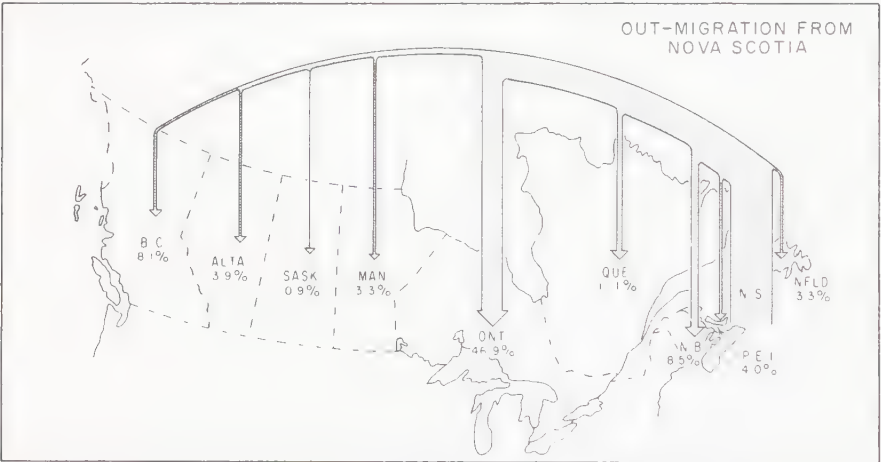 OUT-MIGRATION FROM
NOVA SCOTIA
B C
8.1%
ALTA
3.9%
SASK
0.9%
MAN
3.3%
ONT
46.9%
QUE
11.1%
N B
8.5%
N S
P E I
4.0%
NFLD
3.3%